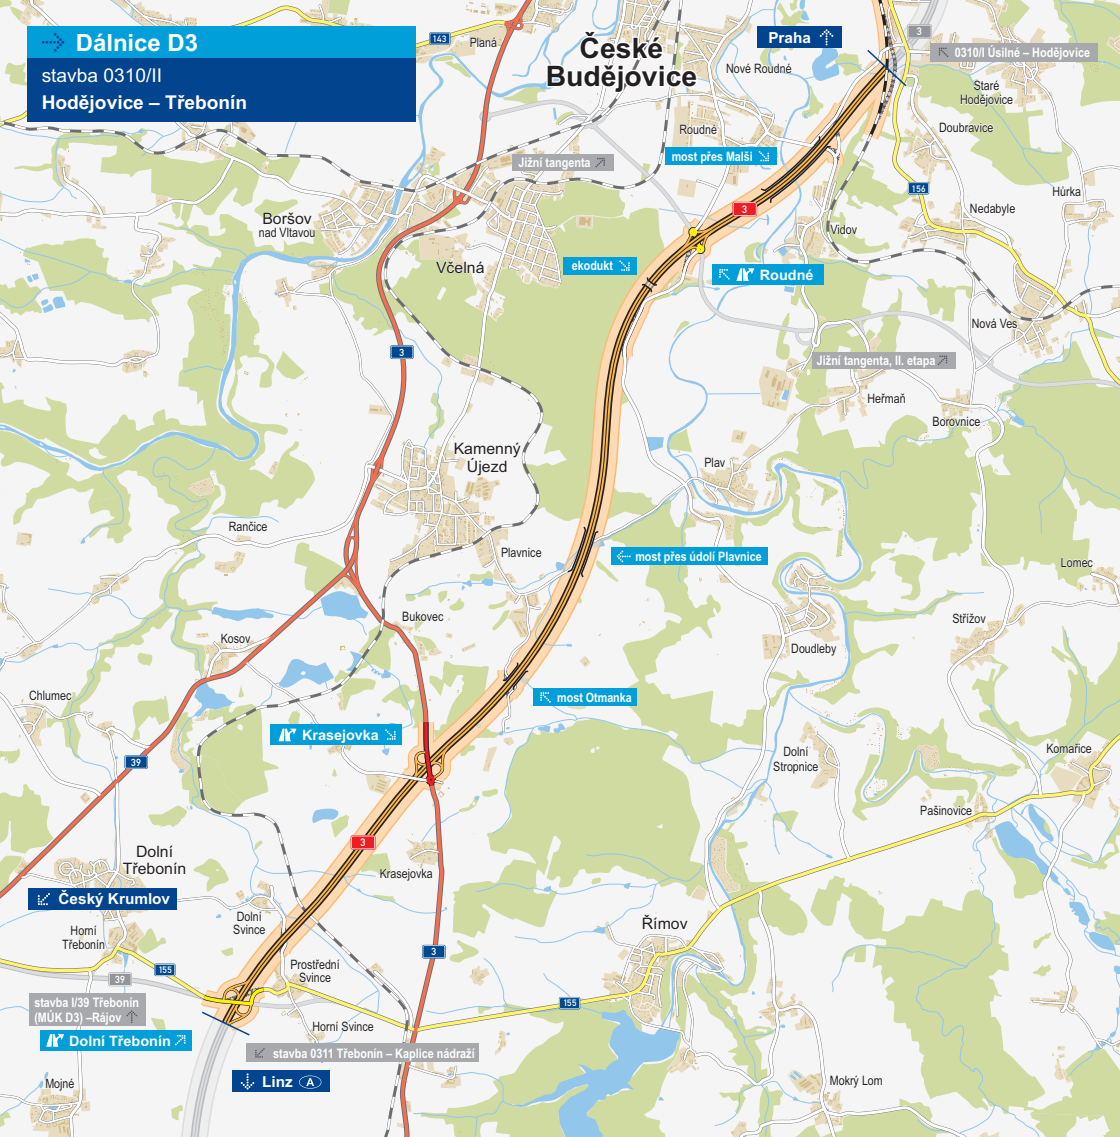 Dálnice D3
stavba 0310/II
Hodějovice – Třebonín
143
Planá
České
Budějovice
Praha
3
0310/I Úsilné – Hodějovice
Nové Roudné
Staré
Hodějovice
Roudné
Doubravice
most přes Malši
Jižní tangenta
156
Hůrka
Nedabyle
3
Boršov
nad Vltavou
Vidov
Včelná
ekodukt
Roudné
Nová Ves
3
Jižní tangenta, II. etapa
Heřmaň
Borovnice
Kamenný
Újezd
Plav
Rančice
Plavnice
most přes údolí Plavnice
Lomec
Bukovec
Střížov
Kosov
Doudleby
Chlumec
most Otmanka
Krasejovka
Komařice
39
Dolní
Stropnice
Pašinovice
3
Dolní
Třebonín
Krasejovka
Český Krumlov
Dolní
Svince
Římov
Horní
Třebonín
3
155
39
Prostřední
Svince
stavba I/39 Třebonín
(MÚK D3) –Rájov
155
Horní Svince
Dolní Třebonín
stavba 0311 Třebonín – Kaplice nádraží
Mojné
Linz A
Mokrý Lom